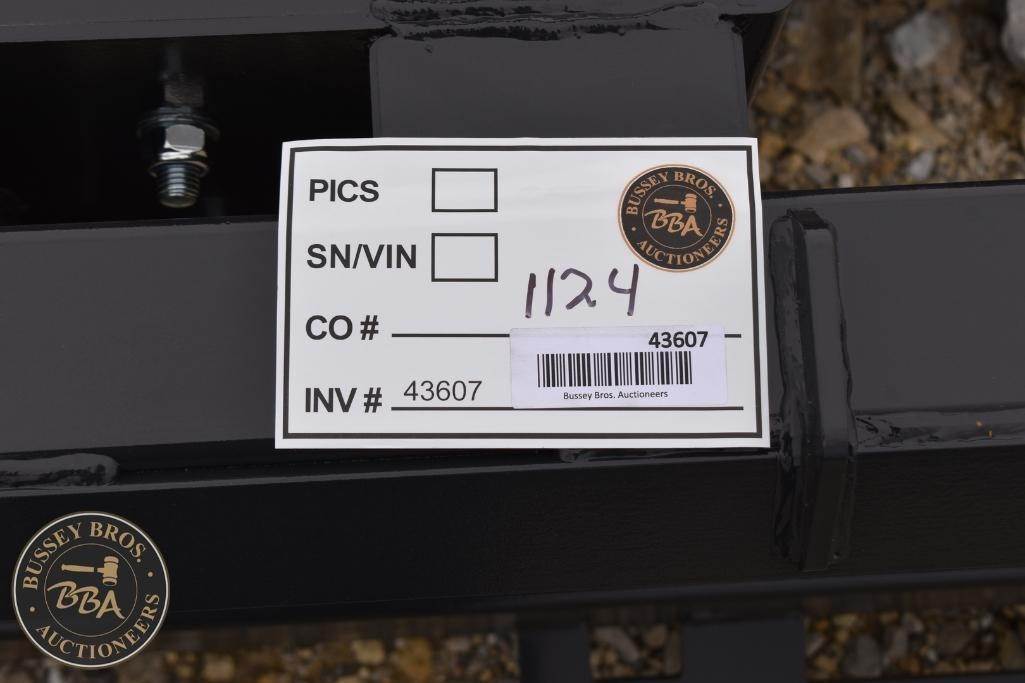 PICS
BUSSEY BROS.
BBA
AUCTIONEERS
SN/VIN
1124
CO #
43607
INV # 43607
Bussey Bros. Auctioneers
BUSSEY BROS.
BBA
AUCTIONEERS